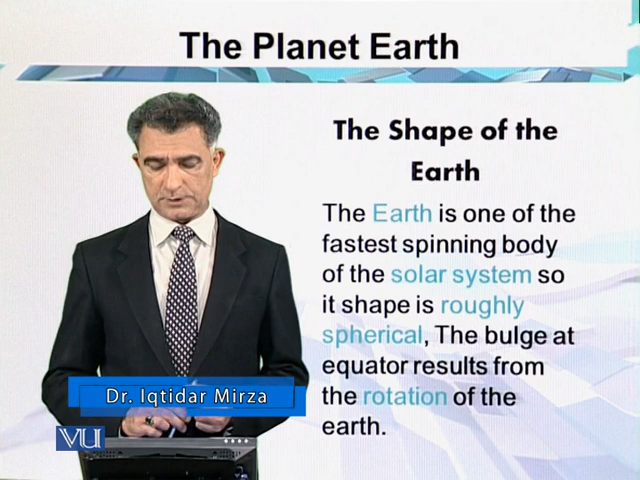 The Planet Earth
The Shape of the
Earth
The Earth is one of the
fastest spinning body
of the solar system so
it shape is roughly
spherical, The bulge at
equator results from
the rotation of the
earth.
Dr. Iqtidar Mirza
VU